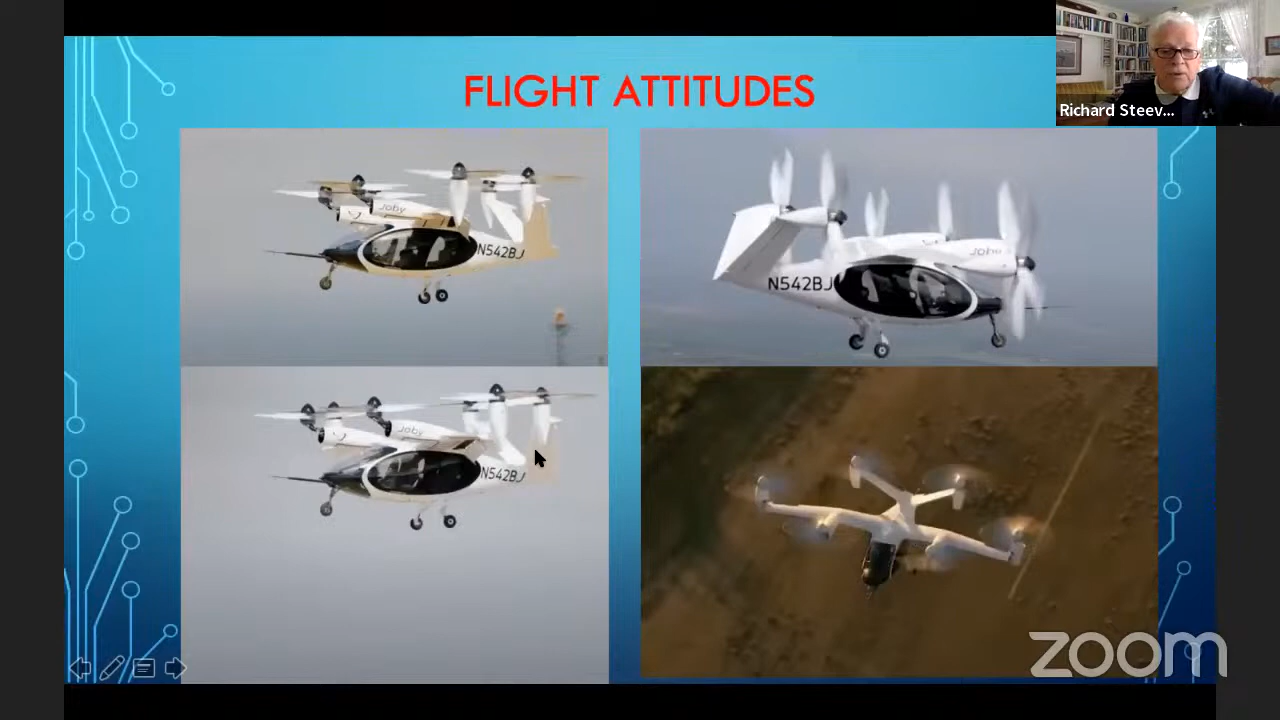 FLIGHT ATTITUDES
Richard Steev...
Joby
N542BJ
Joby
N542BJ
Joby
N542BJ
zoom